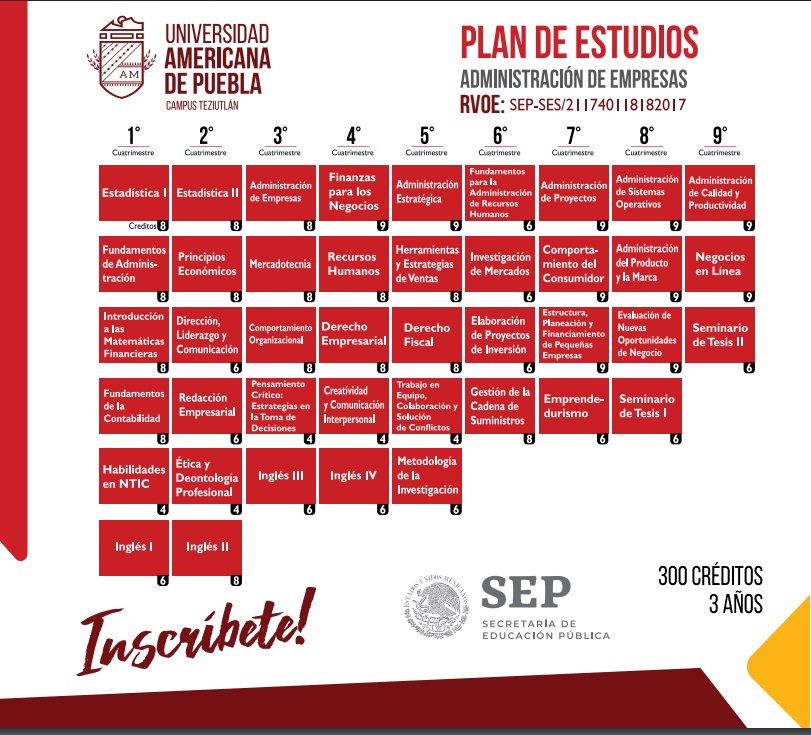 UNIVERSIDAD
AMERICANA
DE PUEBLA
CAMPUS TEZIUTLÁN
AM
PLAN DE ESTUDIOS
ADMINISTRACIÓN DE EMPRESAS
RVOE: SEP-SES/211740118182017
1° 2° 3° 4° 5° 6° 7° 8° 9°
Cuatrimestre Cuatrimestre Cuatrimestre Cuatrimestre Cuatrimestre Cuatrimestre Cuatrimestre Cuatrimestre Cuatrimestre
Estadística I
Creditos 8
Estadística II
8
Administración
de Empresas
8
Finanzas
para los
Negocios
9
Administración
Estratégica
9
Fundamentos
para la
Administración
de Recursos
Humanos
6
Administración
de Proyectos
9
Administración
de Sistemas
Operativos
9
Administración
de Calidad y
Productividad
9
Fundamentos
de Adminis-
tración
8
Principios
Económicos
8
Mercadotecnia
8
Recursos
Humanos
8
Herramientas
y Estrategias
de Ventas
8
Investigación
de Mercados
6
Comporta-
miento del
Consumidor
9
Administración
del Producto
y la Marca
9
Negocios
en Línea
9
Introducción
a las
Matemáticas
Financieras
8
Dirección,
Liderazgo y
Comunicación
6
Comportamiento
Organizacional
8
Derecho
Empresarial
8
Derecho
Fiscal
8
Elaboración
de Proyectos
de Inversión
6
Estructura,
Planeación y
Financiamiento
de Pequeñas
Empresas
9
Evaluación de
Nuevas
Oportunidades
de Negocio
9
Seminario
de Tesis II
6
Fundamentos
de la
Contabilidad
8
Redacción
Empresarial
6
Pensamiento
Crítico:
Estrategias en
la Toma de
Decisiones
4
Creatividad
y Comunicación
Interpersonal
4
Trabajo en
Equipo,
Colaboración y
Solución
de Conflictos
4
Gestión de la
Cadena de
Suministros
8
Emprende-
durismo
6
Seminario
de Tesis I
6
Habilidades
en NTIC
4
Ética y
Deontología
Profesional
4
Inglés III
6
Inglés IV
6
Metodología
de la
Investigación
6
Inglés I
6
Inglés II
8
Inscríbete!
ESTADOS UNIDOS MEXICANOS
SEP
SECRETARÍA DE
EDUCACIÓN PÚBLICA
300 CRÉDITOS
3 AÑOS